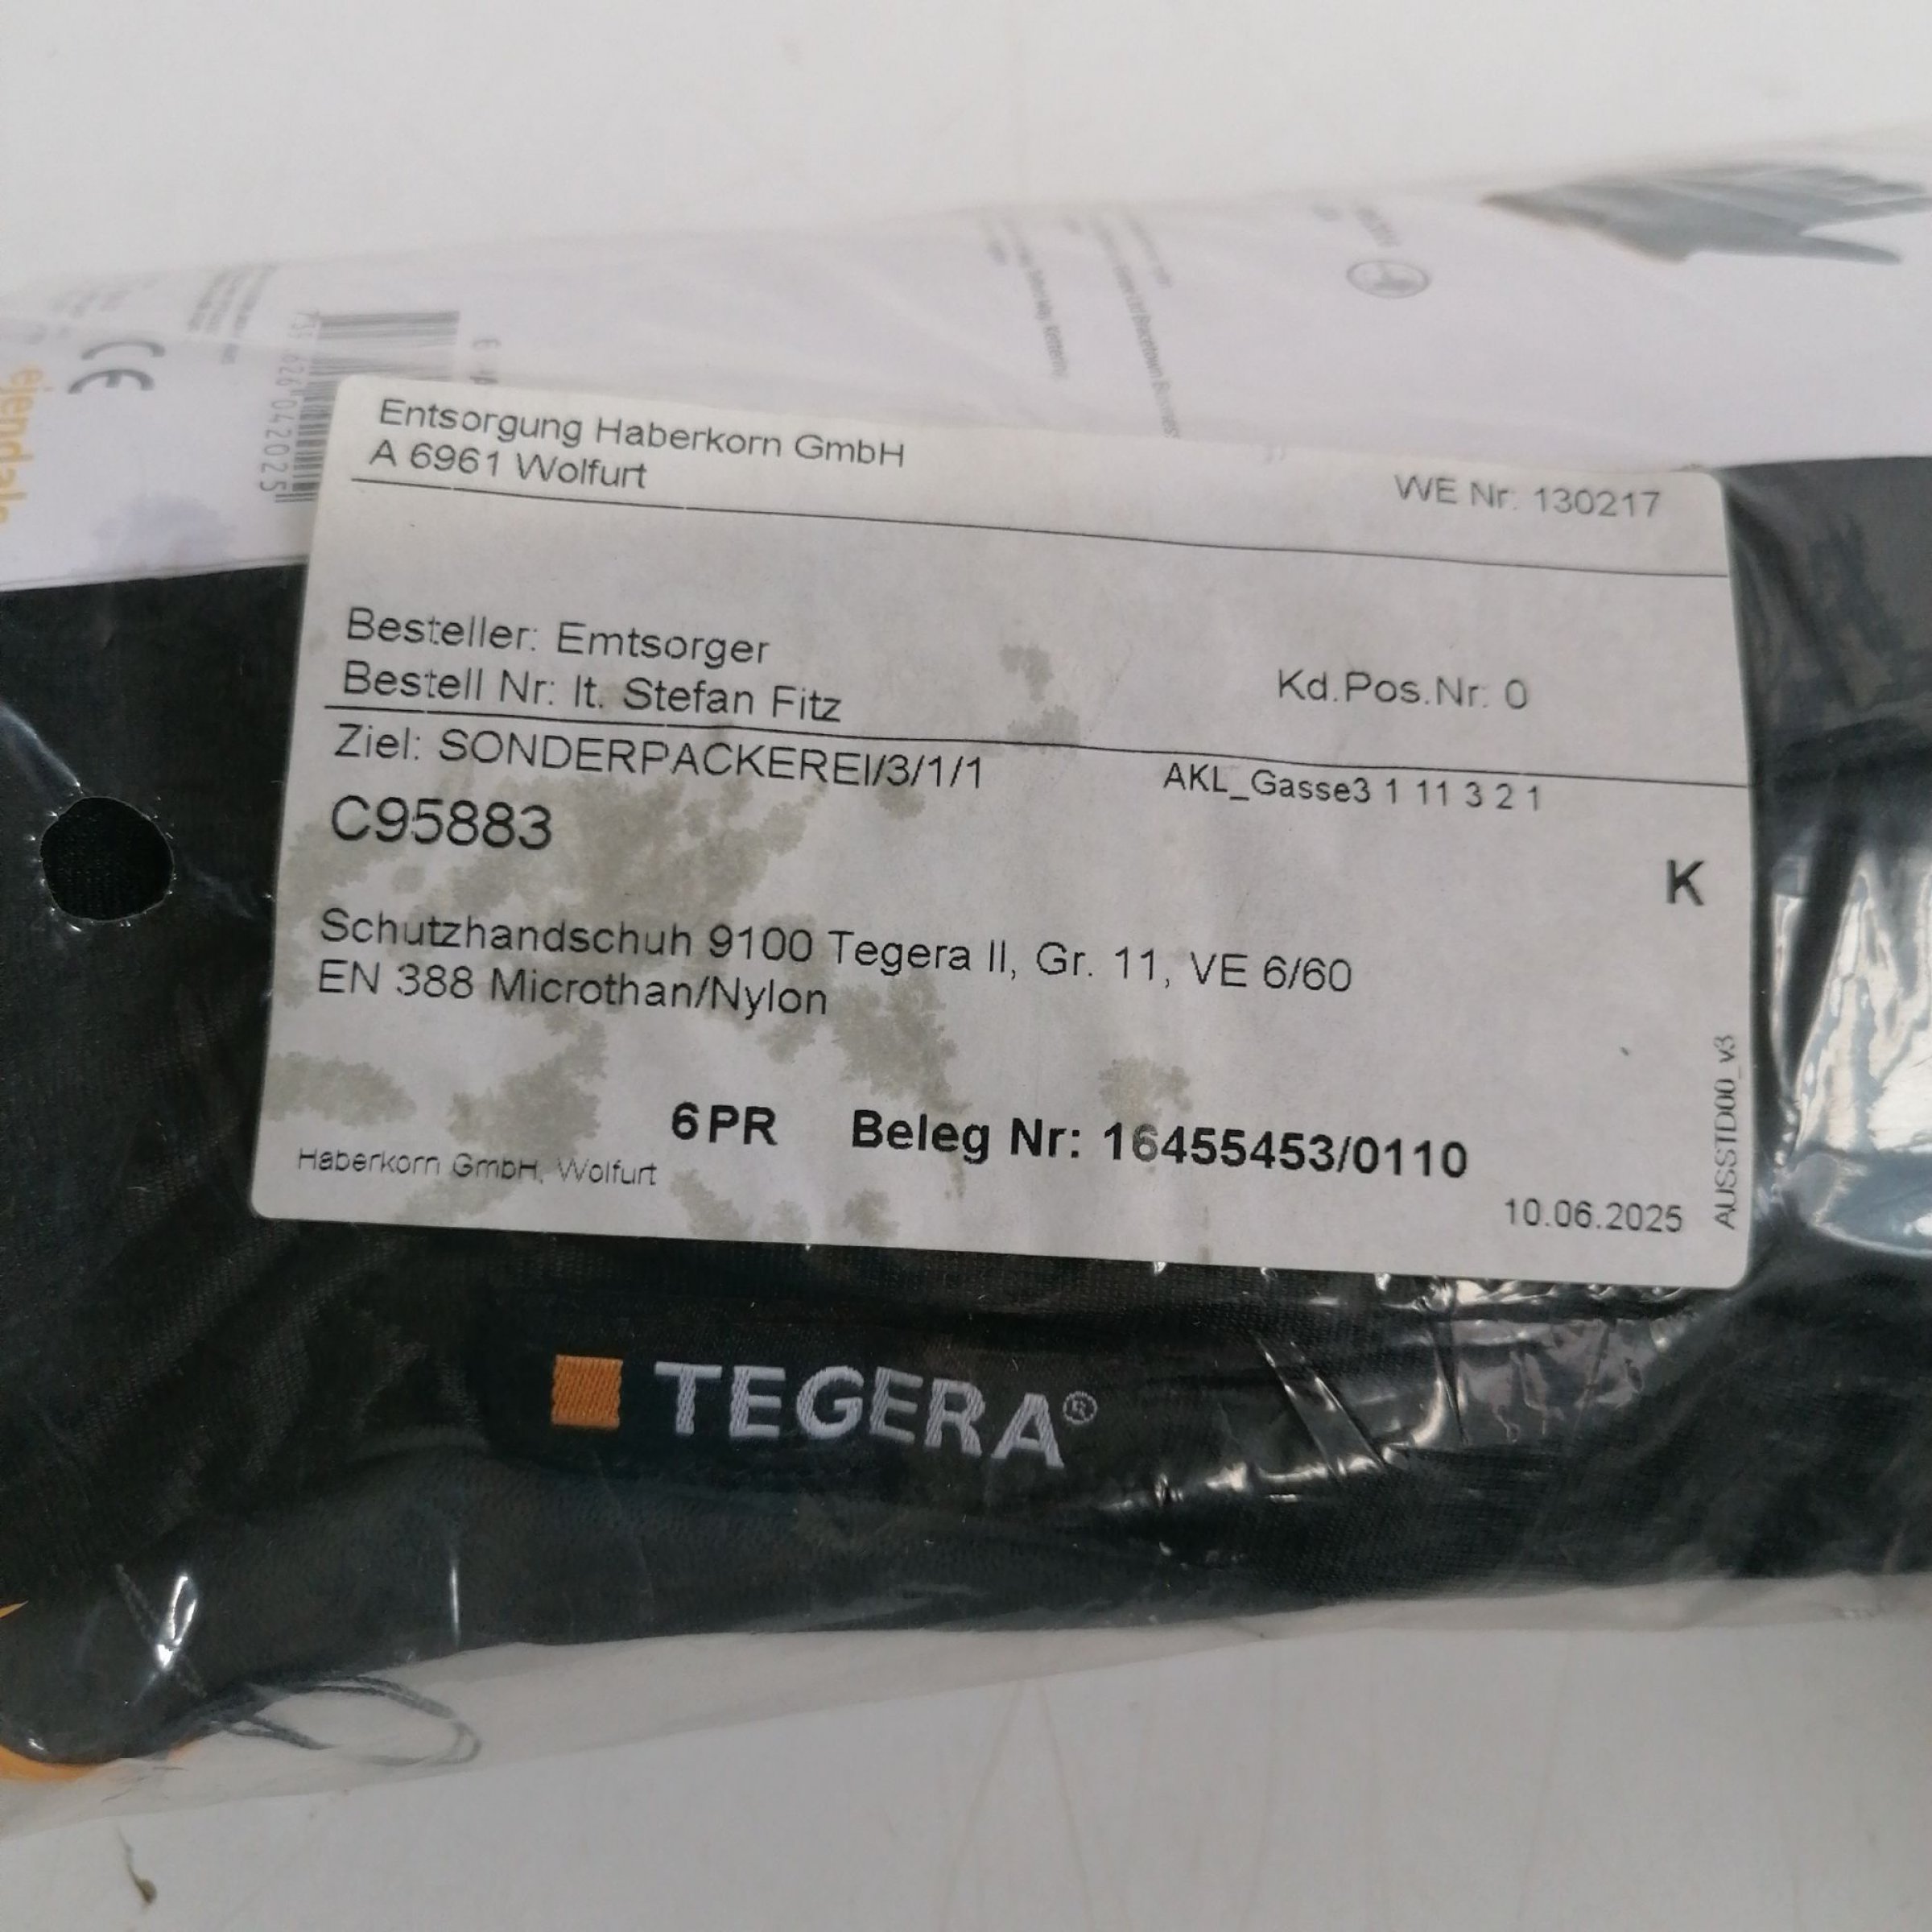 Entsorgung Haberkorn GmbH
A 6961 Wolfurt
WE Nr: 130217
Besteller: Emtsorger
Bestell Nr: lt. Stefan Fitz
Kd.Pos.Nr: 0
Ziel: SONDERPACKEREI/3/1/1
AKL_Gasse3 1 11 3 2 1
C95883
K
Schutzhandschuh 9100 Tegera II, Gr. 11, VE 6/60
EN 388 Microthan/Nylon
6PR Beleg Nr: 16455453/0110
Haberkorn GmbH, Wolfurt
10.06.2025
AUSSTD00_v3
TEGERA®
CE